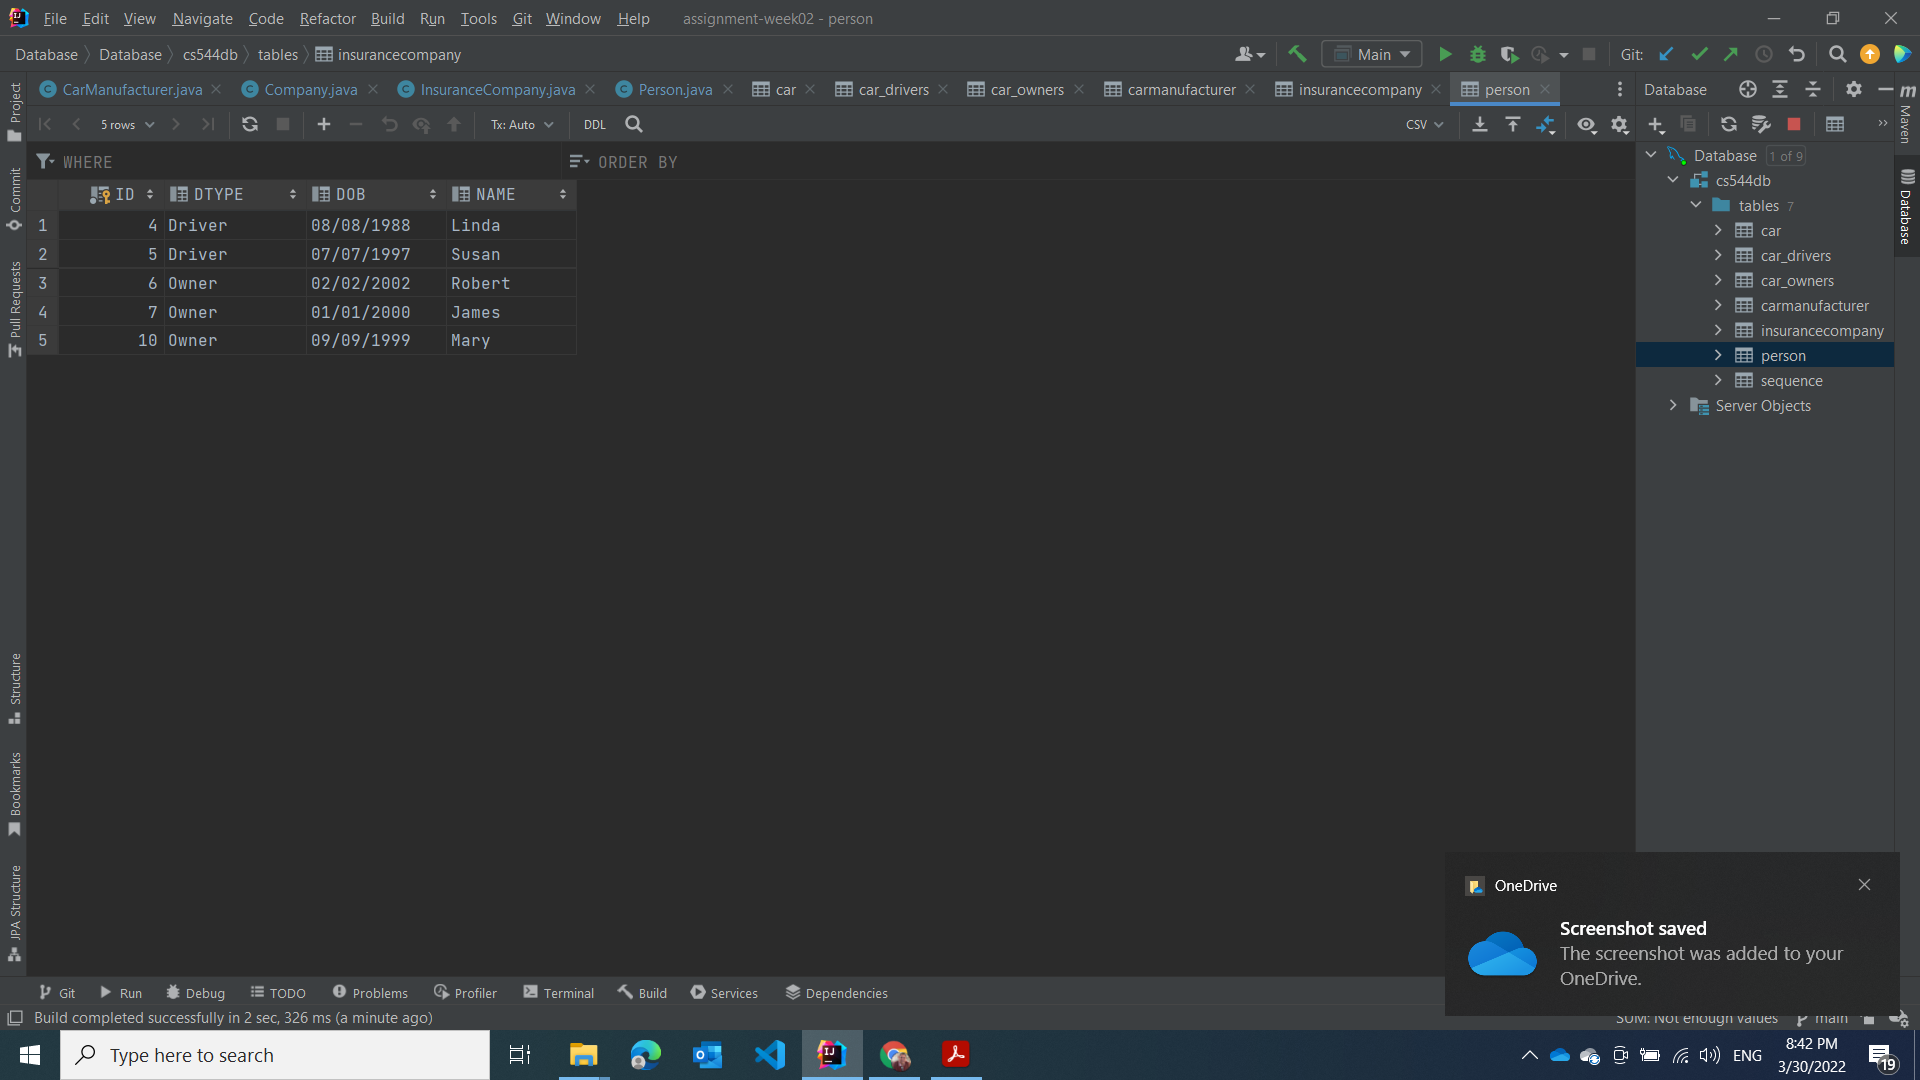 File Edit View Navigate Code Refactor Build Run Tools Git Window Help assignment-week02 - person
Database Database cs544db tables insurancecompany Main Git:
CarManufacturer.java Company.java InsuranceCompany.java Person.java car car_drivers car_owners carmanufacturer insurancecompany person Database
5 rows Tx: Auto DDL CSV
WHERE ORDER BY
ID DTYPE DOB NAME
1 4 Driver 08/08/1988 Linda
2 5 Driver 07/07/1997 Susan
3 6 Owner 02/02/2002 Robert
4 7 Owner 01/01/2000 James
5 10 Owner 09/09/1999 Mary
Database 1 of 9
cs544db
tables 7
car
car_drivers
car_owners
carmanufacturer
insurancecompany
person
sequence
Server Objects
Project
Commit
Pull Requests
Structure
Bookmarks
JPA Structure
m Maven
Database
OneDrive
Screenshot saved
The screenshot was added to your
OneDrive.
Git Run Debug TODO Problems Profiler Terminal Build Services Dependencies
Build completed successfully in 2 sec, 326 ms (a minute ago) SUM: Not enough values main
Type here to search
ENG
8:42 PM
3/30/2022
19